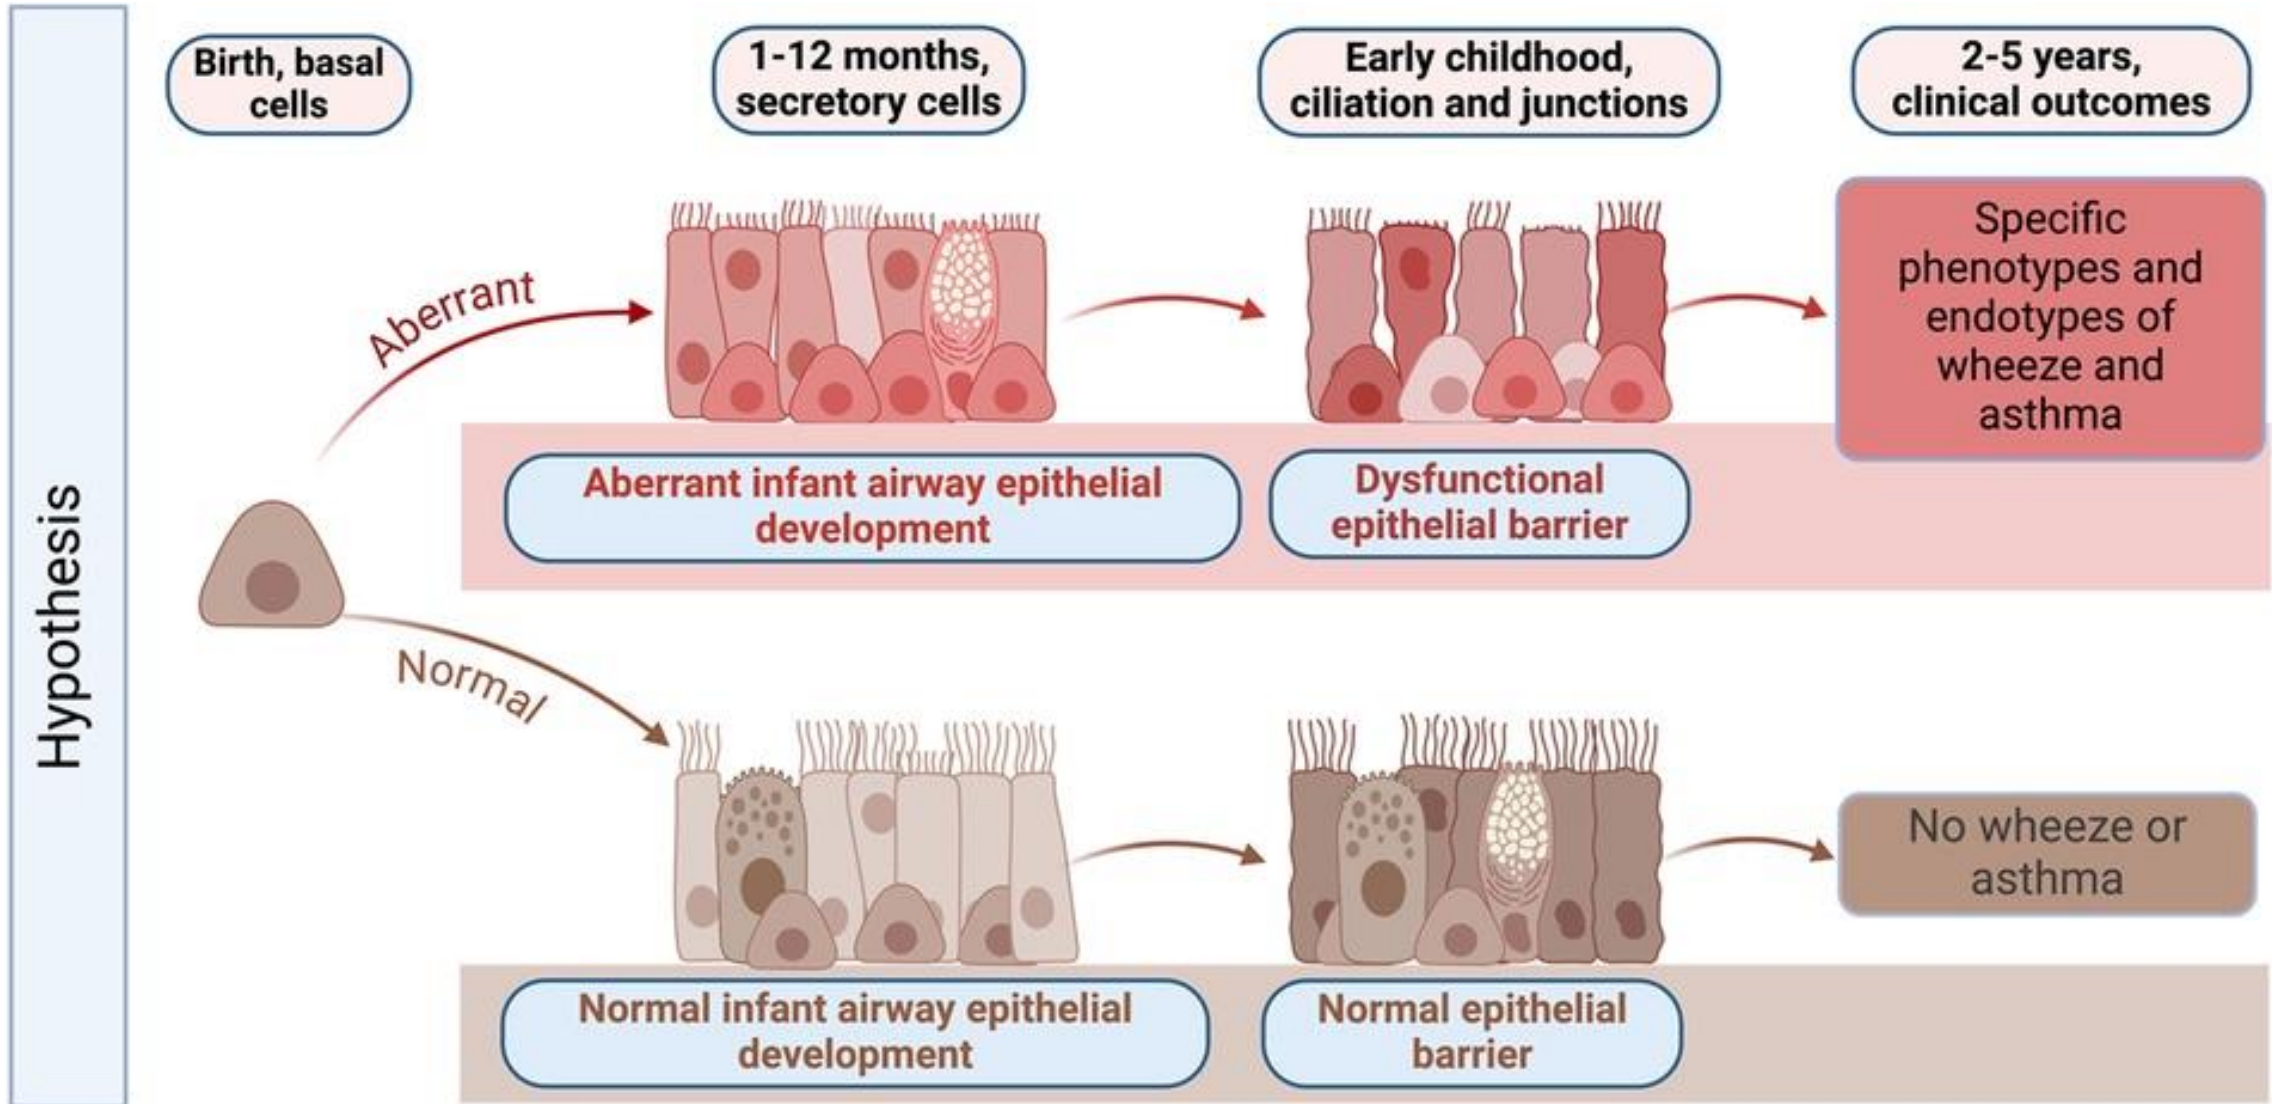 Hypothesis
Birth, basal
cells
1-12 months,
secretory cells
Early childhood,
ciliation and junctions
2-5 years,
clinical outcomes
Aberrant
Specific
phenotypes and
endotypes of
wheeze and
asthma
Aberrant infant airway epithelial
development
Dysfunctional
epithelial barrier
Normal
No wheeze or
asthma
Normal infant airway epithelial
development
Normal epithelial
barrier